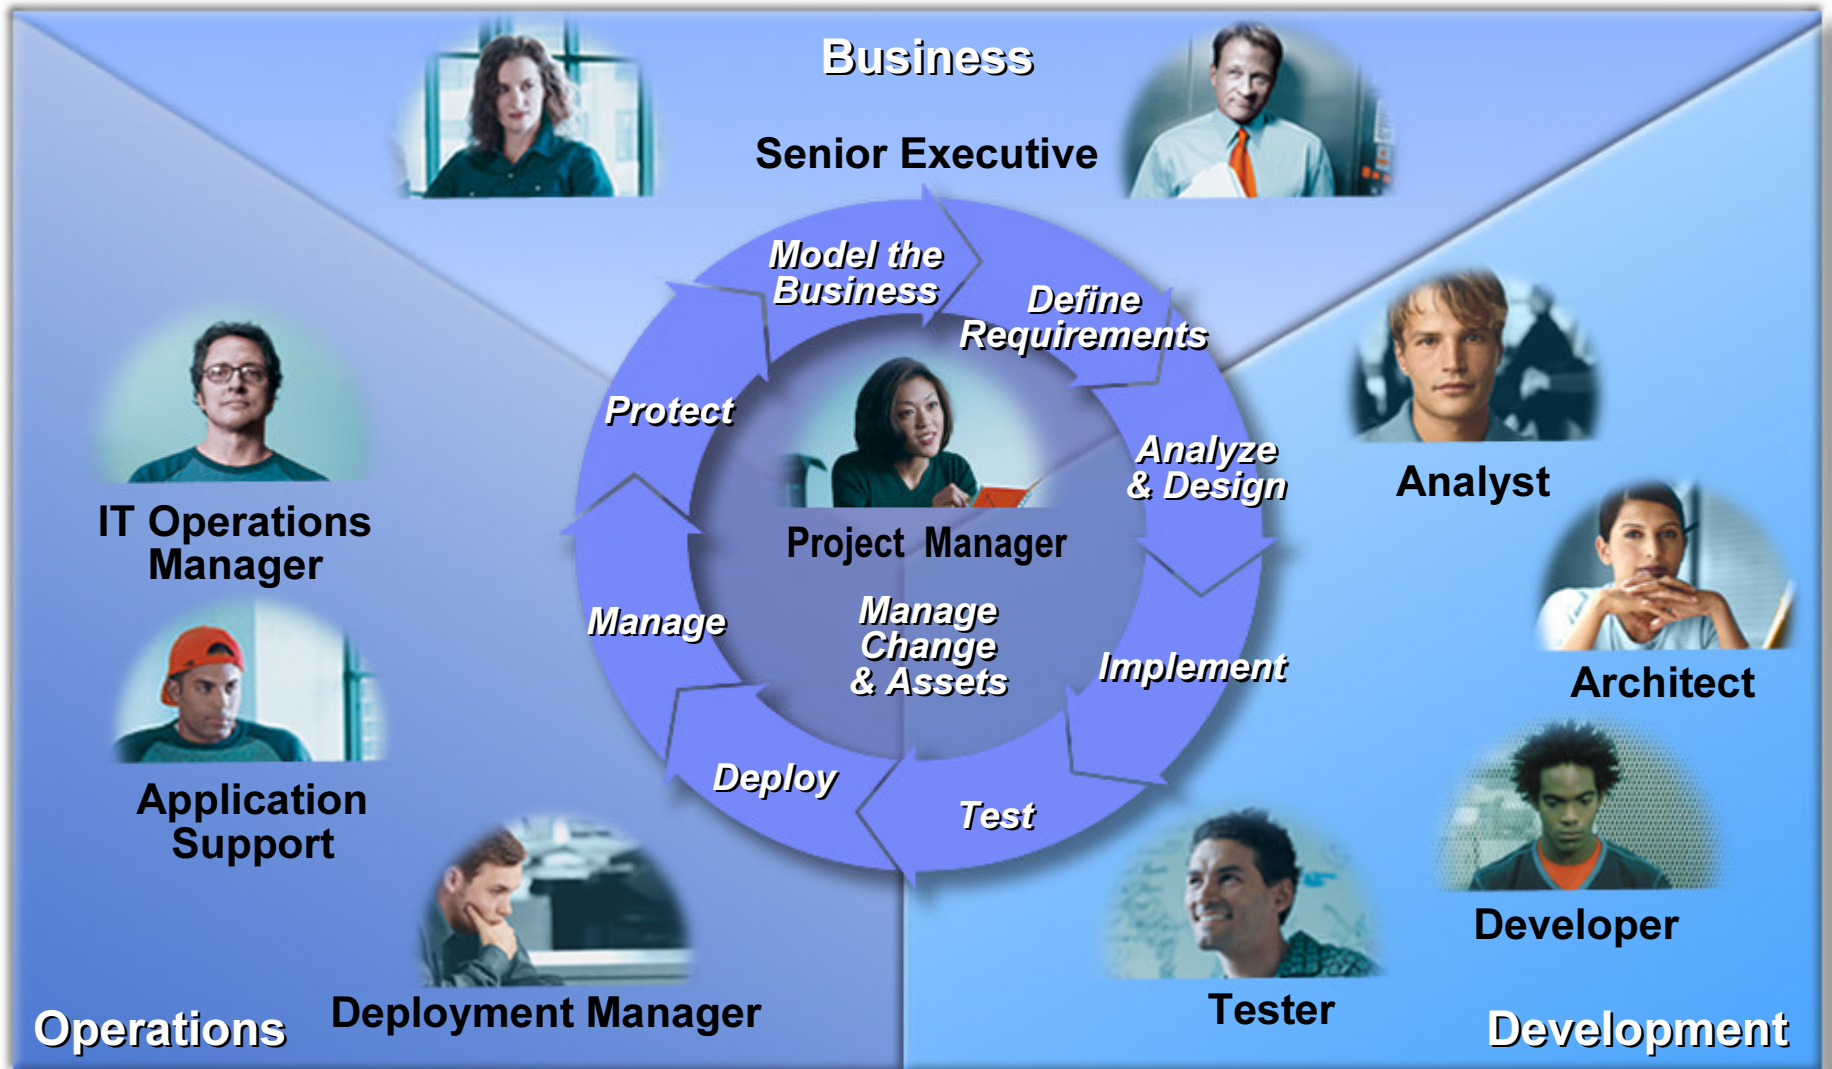 Business
Senior Executive
Model the
Business
Define
Requirements
Protect
Analyze
& Design
Analyst
IT Operations
Manager
Project Manager
Manage
Manage
Change
& Assets
Implement
Architect
Application
Support
Deploy
Test
Developer
Deployment Manager
Tester
Operations
Development